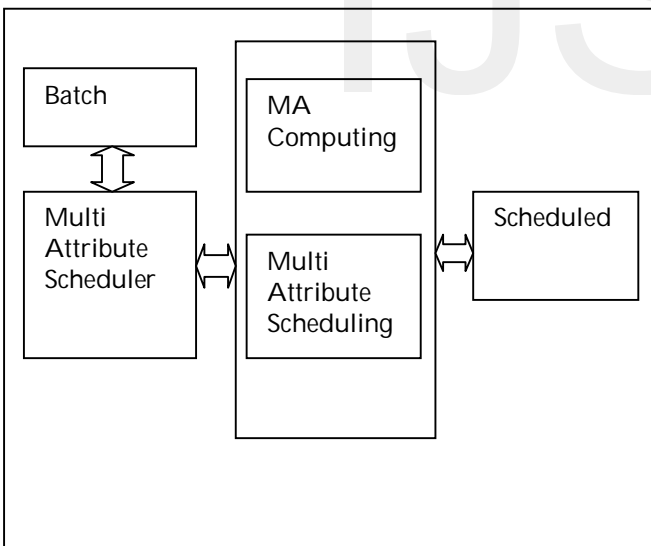 Batch
MA
Computing
Multi
Attribute
Scheduler
Scheduled
Multi
Attribute
Scheduling